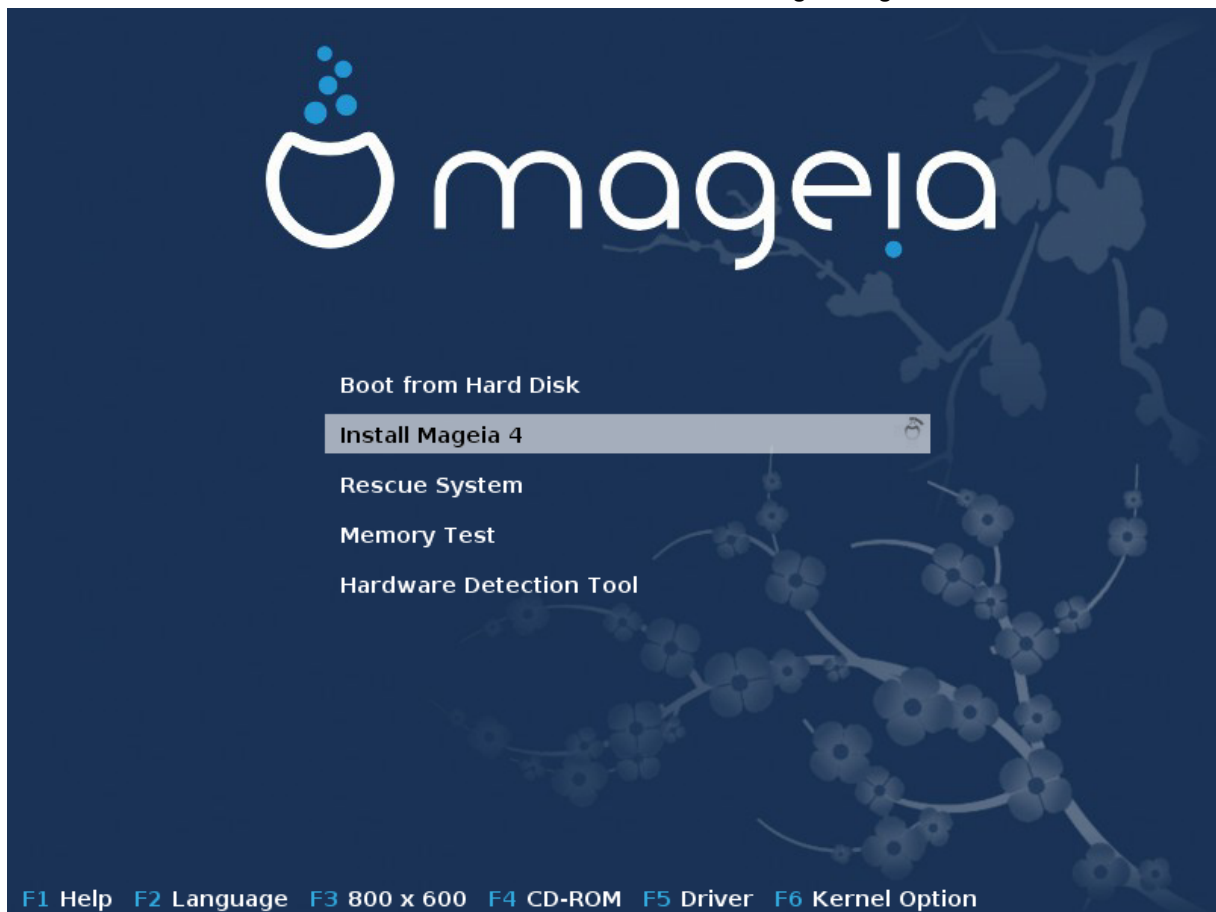 mageia
Boot from Hard Disk
Install Mageia 4
Rescue System
Memory Test
Hardware Detection Tool
F1 Help F2 Language F3 800 x 600 F4 CD-ROM F5 Driver F6 Kernel Option